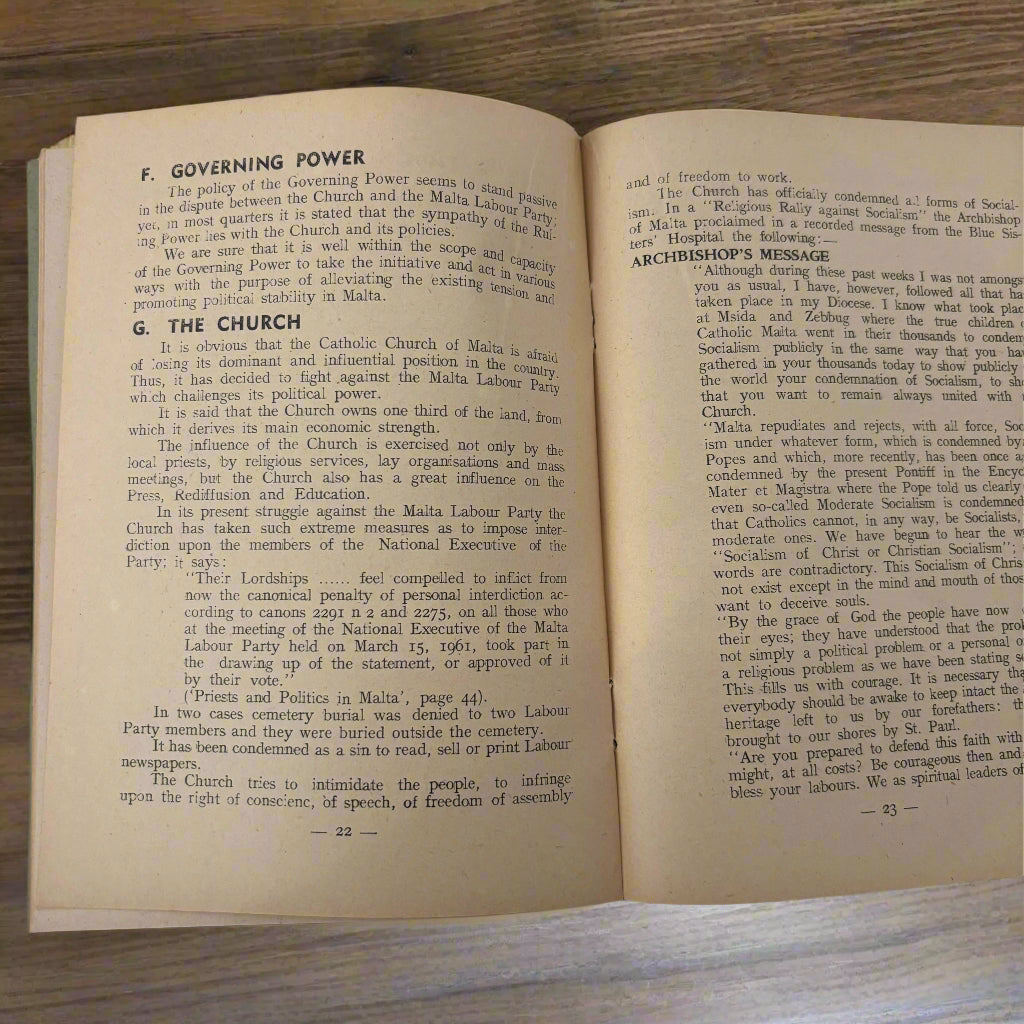 F. GOVERNING POWER
The policy of the Governing Power seems to stand passive
in the dispute between the Church and the Malta Labour Party;
yet, in most quarters it is stated that the sympathy of the Rul-
ing Power lies with the Church and its policies.
We are sure that it is well within the scope and capacity
of the Governing Power to take the initiative and act in various
ways with the purpose of alleviating the existing tension and
promoting political stability in Malta.
G. THE CHURCH
It is obvious that the Catholic Church of Malta is afraid
of losing its dominant and influential position in the country.
Thus, it has decided to fight against the Malta Labour Party
which challenges its political power.
It is said that the Church owns one third of the land, from
which it derives its main economic strength.
The influence of the Church is exercised not only by the
local priests, by religious services, lay organisations and mass
meetings, but the Church also has a great influence on the
Press, Rediffusion and Education.
In its present struggle against the Malta Labour Party the
Church has taken such extreme measures as to impose inter-
diction upon the members of the National Executive of the
Party; it says:
"Their Lordships ...... feel compelled to inflict from
now the canonical penalty of personal interdiction ac-
cording to canons 2291 n 2 and 2275, on all those who
at the meeting of the National Executive of the Malta
Labour Party held on March 15, 1961, took part in
the drawing up of the statement, or approved of it
by their vote."
('Priests and Politics in Malta', page 44).
In two cases cemetery burial was denied to two Labour
Party members and they were buried outside the cemetery.
It has been condemned as a sin to read, sell or print Labour
newspapers.
The Church tries to intimidate the people, to infringe
upon the right of conscienc, of speech, of freedom of assembly
— 22 —
and of freedom to work.
The Church has officially condemned all forms of Social-
ism. In a "Religious Rally against Socialism" the Archbishop
of Malta proclaimed in a recorded message from the Blue Sis-
ters' Hospital the following:—
ARCHBISHOP'S MESSAGE
"Although during these past weeks I was not amongs
you as usual, I have, however, followed all that ha
taken place in my Diocese. I know what took plac
at Msida and Zebbug where the true children
Catholic Malta went in their thousands to condem
Socialism publicly in the same way that you hav
gathered in your thousands today to show publicly
the world your condemnation of Socialism, to sho
that you want to remain always united with
Church.
"Malta repudiates and rejects, with all force, Soc
ism under whatever form, which is condemned by
Popes and which, more recently, has been once a
condemned by the present Pontiff in the Encyc
Mater et Magistra where the Pope told us clearly
even so-called Moderate Socialism is condemned
that Catholics cannot, in any way, be Socialists,
moderate ones. We have begun to hear the w
"Socialism of Christ or Christian Socialism";
words are contradictory. This Socialism of Chris
not exist except in the mind and mouth of thos
want to deceive souls.
"By the grace of God the people have now
their eyes; they have understood that the prob
not simply a political problem or a personal o
a religious problem as we have been stating s
This fills us with courage. It is necessary tha
everybody should be awake to keep intact the
heritage left to us by our forefathers: th
brought to our shores by St. Paul.
"Are you prepared to defend this faith with
might, at all costs? Be courageous then and
bless your labours. We as spiritual leaders of
— 23 —